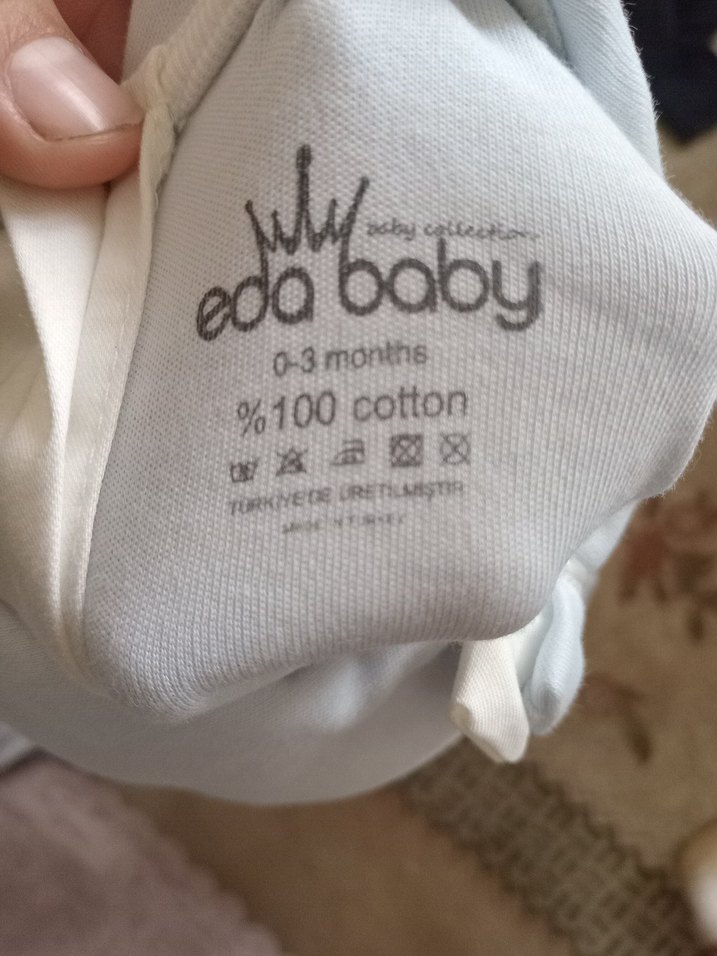 baby collection
eda baby
0-3 months
%100 cotton
TÜRKİYE'DE ÜRETİLMİŞTİR
MADE IN TURKEY